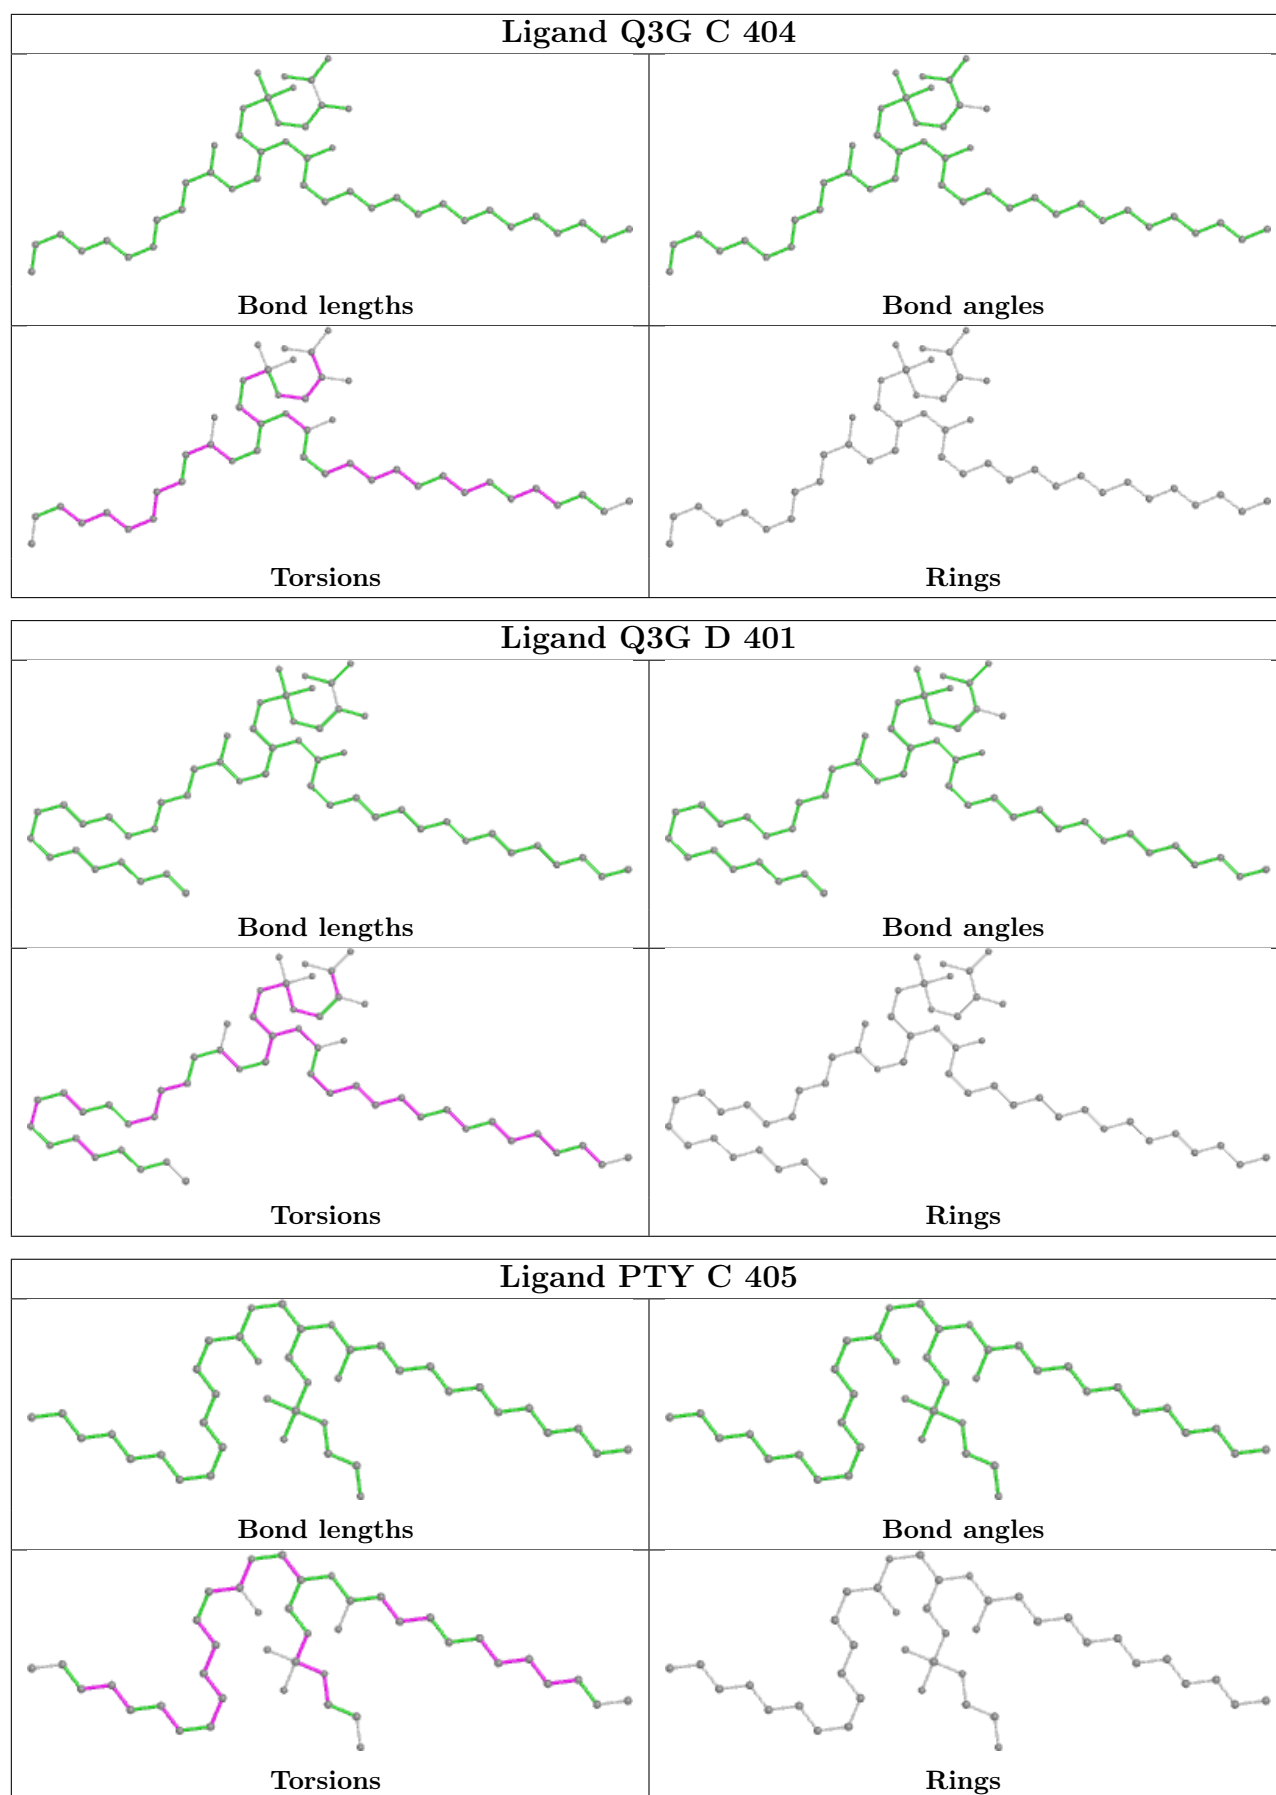 Ligand Q3G C 404
Bond lengths
Bond angles
Torsions
Rings
Ligand Q3G D 401
Bond lengths
Bond angles
Torsions
Rings
Ligand PTY C 405
Bond lengths
Bond angles
Torsions
Rings